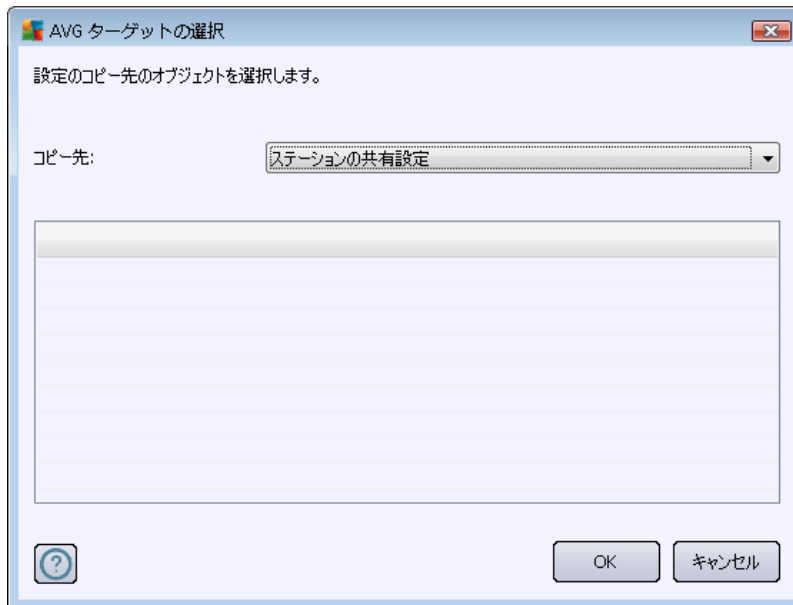 AVG ターゲットの選択
設定のコピー先のオブジェクトを選択します。
コピー先:
ステーションの共有設定
?
OK
キャンセル